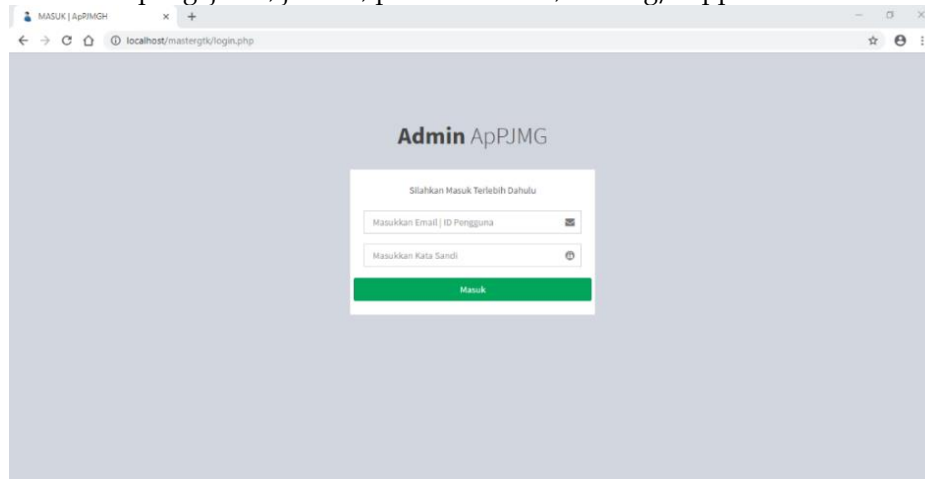 MASUK | ApPJMGH
localhost/mastergtk/login.php
Admin ApPJMG
Silahkan Masuk Terlebih Dahulu
Masukkan Email | ID Pengguna
Masukkan Kata Sandi
Masuk